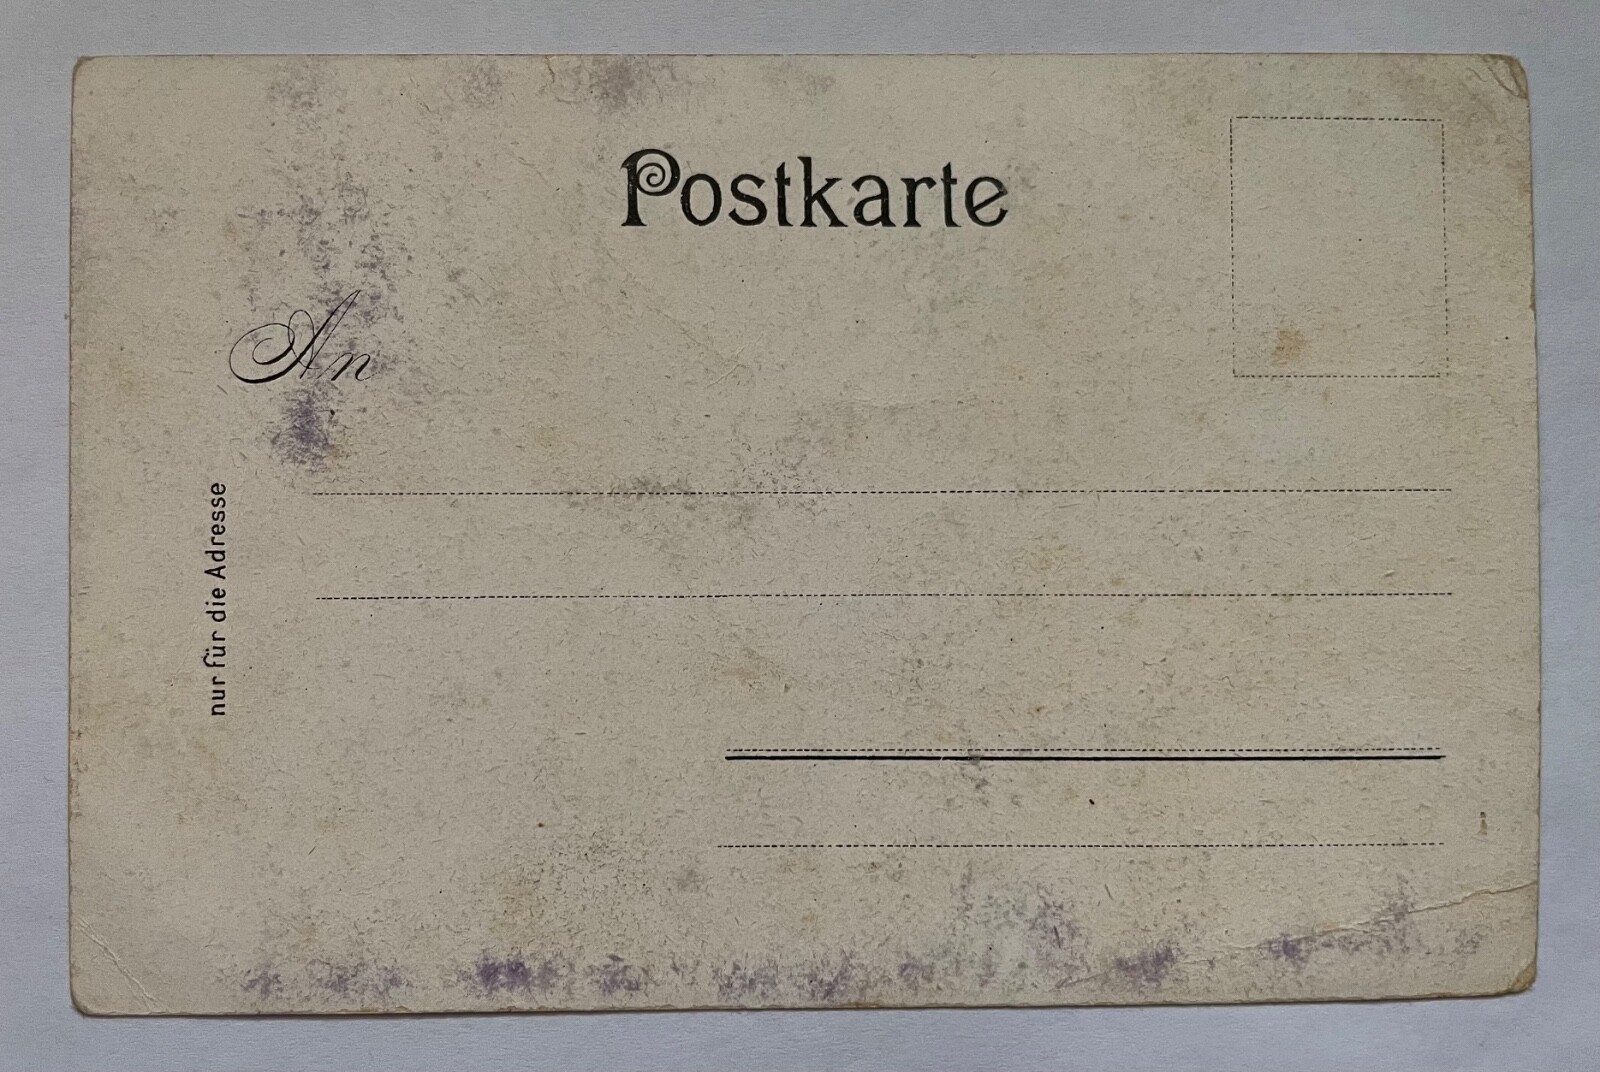 Postkarte
An
nur für die Adresse